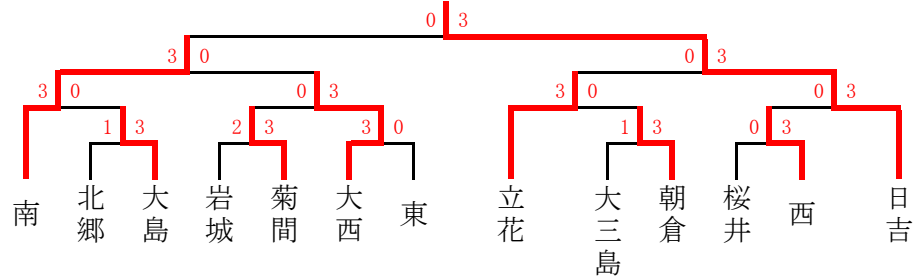 0 3
3 0 0 3
3 0 0 3 3 0 0 3
1 3 2 3 3 0 1 3 0 3
南
北郷
大島
岩城
菊間
大西
東
立花
大三島
朝倉
桜井
西
日吉